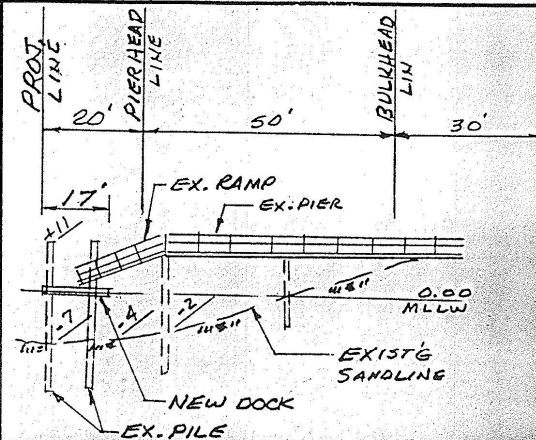 PROJ. LINE
PIERHEAD LINE
BULKHEAD LIN
20'
50'
30'
17'
EX. RAMP
EX. PIER
+11
0.00
MLLW
-7
-4
-2
EXIST'G
SANDLINE
NEW DOCK
EX. PILE